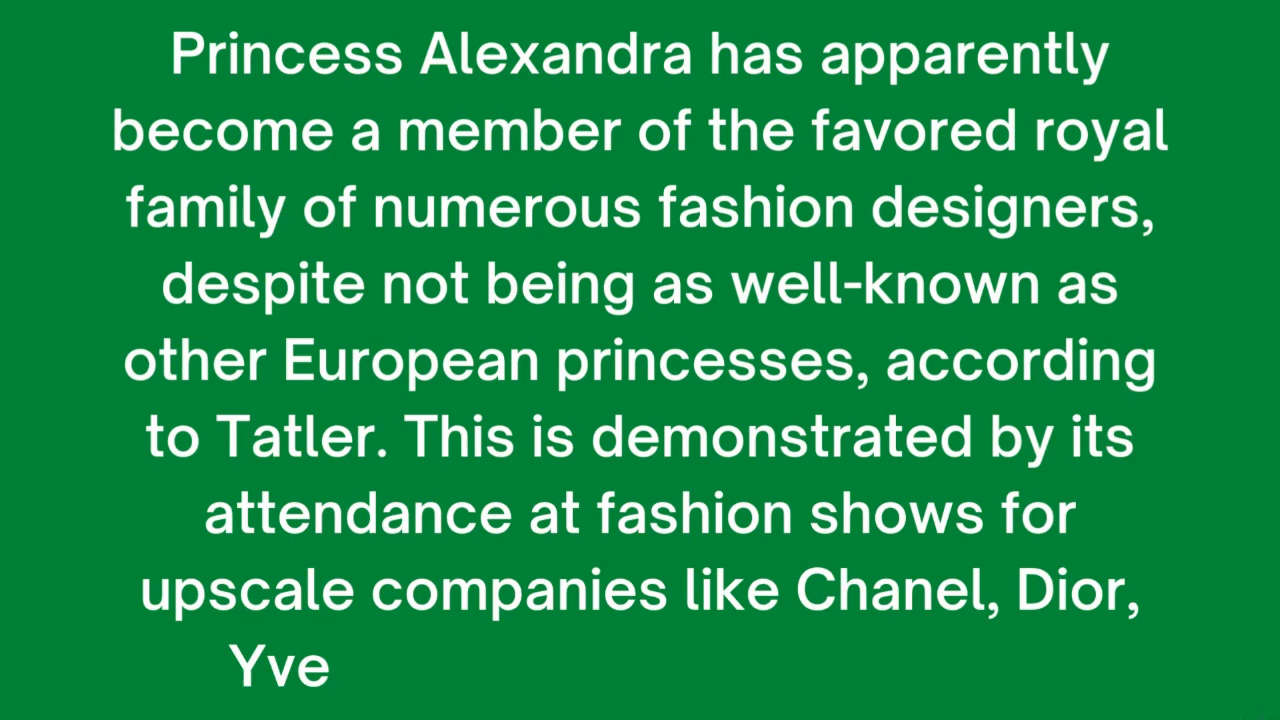 Princess Alexandra has apparently
become a member of the favored royal
family of numerous fashion designers,
despite not being as well-known as
other European princesses, according
to Tatler. This is demonstrated by its
attendance at fashion shows for
upscale companies like Chanel, Dior,
Yve